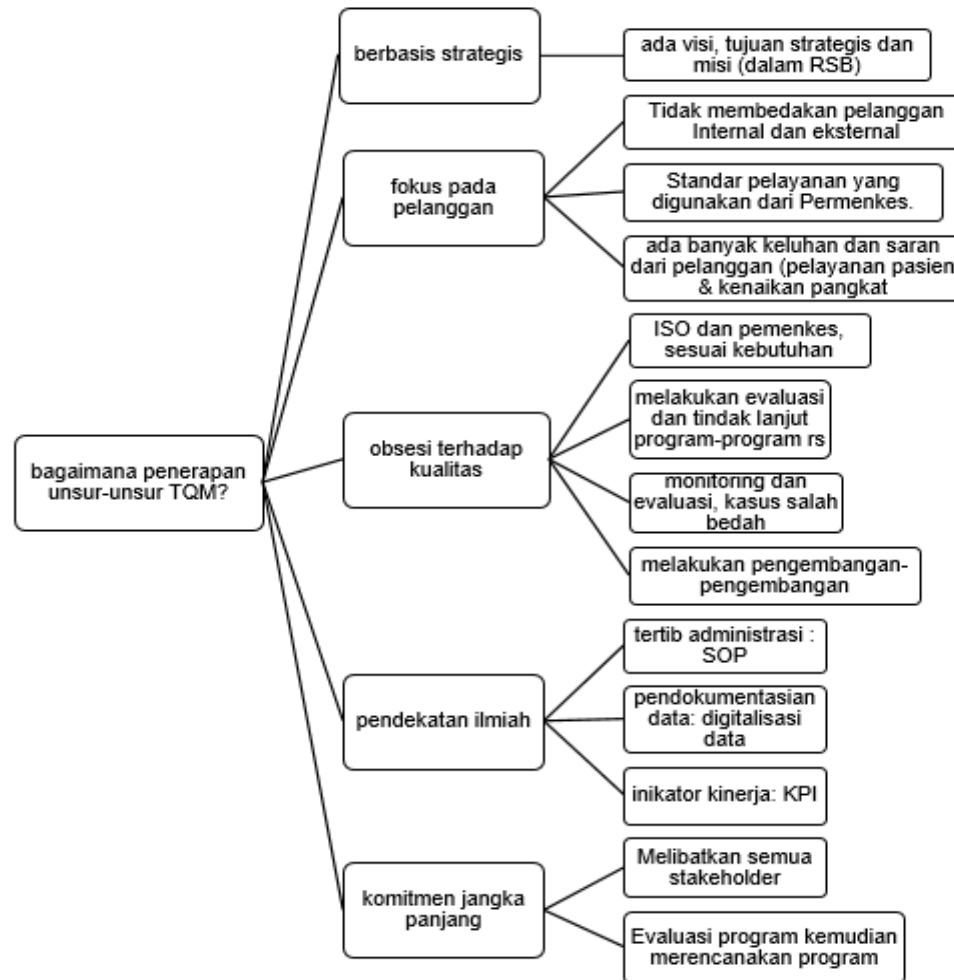 berbasis strategis
ada visi, tujuan strategis dan
misi (dalam RSB)
fokus pada
pelanggan
Tidak membedakan pelanggan
Internal dan eksternal
Standar pelayanan yang
digunakan dari Permenkes.
ada banyak keluhan dan saran
dari pelanggan (pelayanan pasien
& kenaikan pangkat
bagaimana penerapan
unsur-unsur TQM?
obsesi terhadap
kualitas
ISO dan pemenkes,
sesuai kebutuhan
melakukan evaluasi
dan tindak lanjut
program-program rs
monitoring dan
evaluasi, kasus salah
bedah
melakukan pengembangan-
pengembangan
pendekatan ilmiah
tertib administrasi :
SOP
pendokumentasian
data: digitalisasi
data
inikator kinerja: KPI
komitmen jangka
panjang
Melibatkan semua
stakeholder
Evaluasi program kemudian
merencanakan program